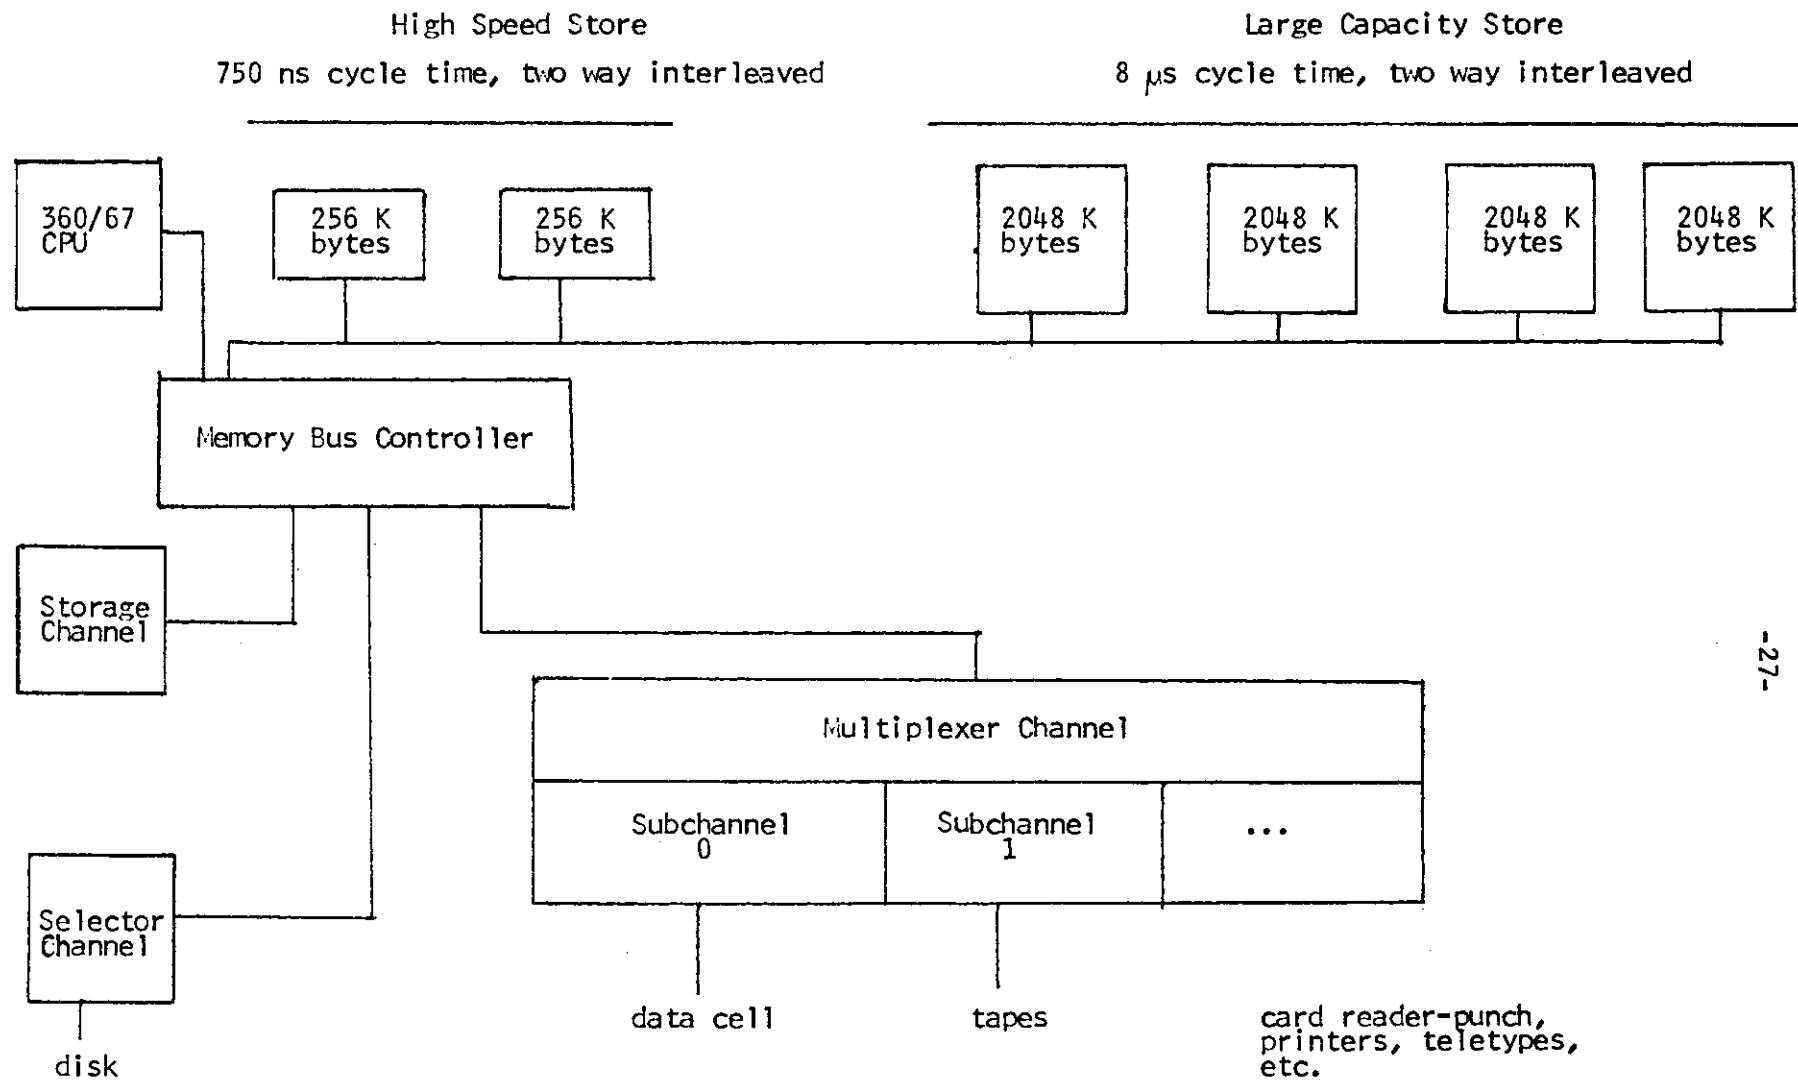 High Speed Store
750 ns cycle time, two way interleaved
Large Capacity Store
8 μs cycle time, two way interleaved
360/67
CPU
256 K
bytes
256 K
bytes
2048 K
bytes
2048 K
bytes
2048 K
bytes
2048 K
bytes
Memory Bus Controller
Storage
Channel
-27-
Multiplexer Channel
Subchannel
0
Subchannel
1
...
Selector
Channel
disk
data cell
tapes
card reader-punch,
printers, teletypes,
etc.